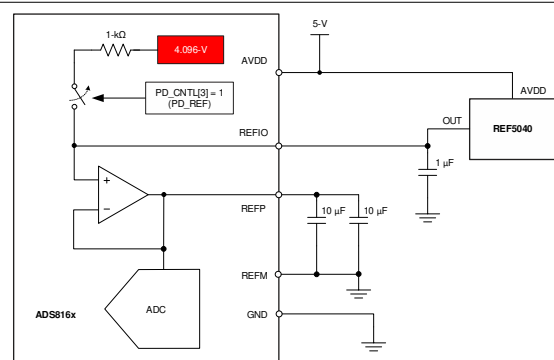 5-V
1-kΩ
4.096-V
AVDD
PD_CNTL[3] = 1
(PD_REF)
AVDD
OUT
REF5040
REFIO
1 µF
+
−
REFP
10 µF
10 µF
REFM
ADS816x
ADC
GND